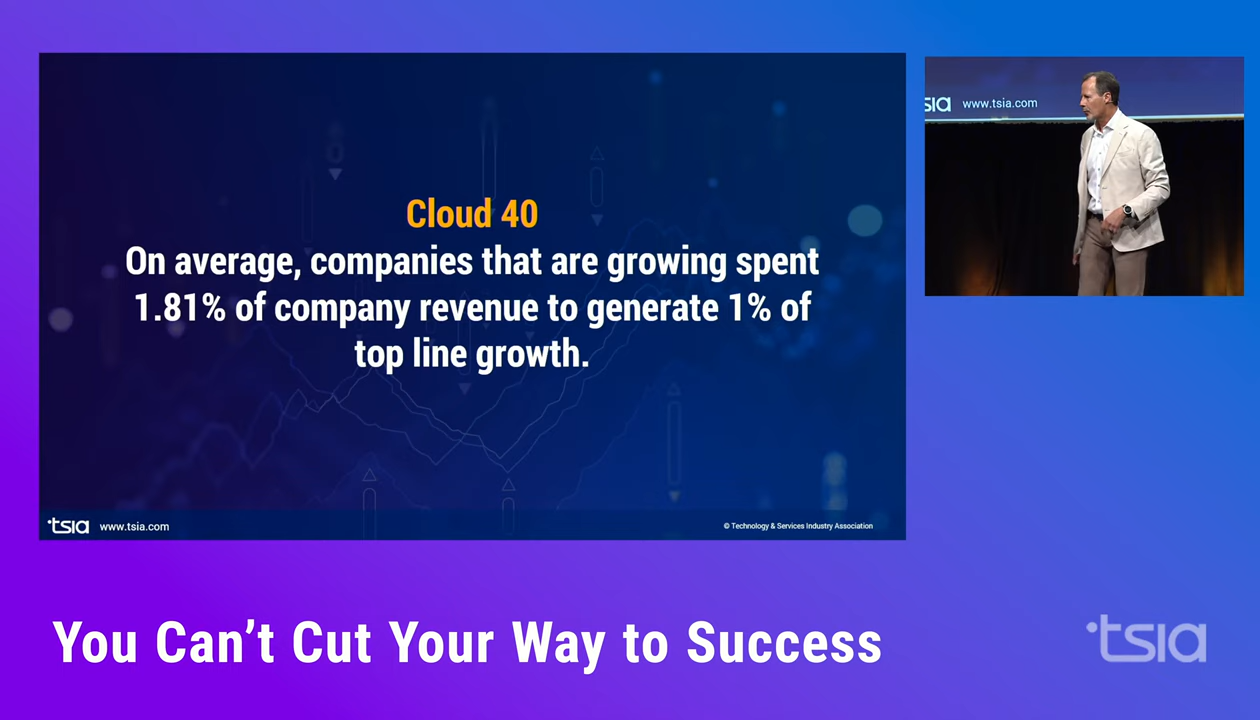 Cloud 40
On average, companies that are growing spent
1.81% of company revenue to generate 1% of
top line growth.
tsia www.tsia.com
© Technology & Services Industry Association
sia www.tsia.com
You Can’t Cut Your Way to Success
tsia